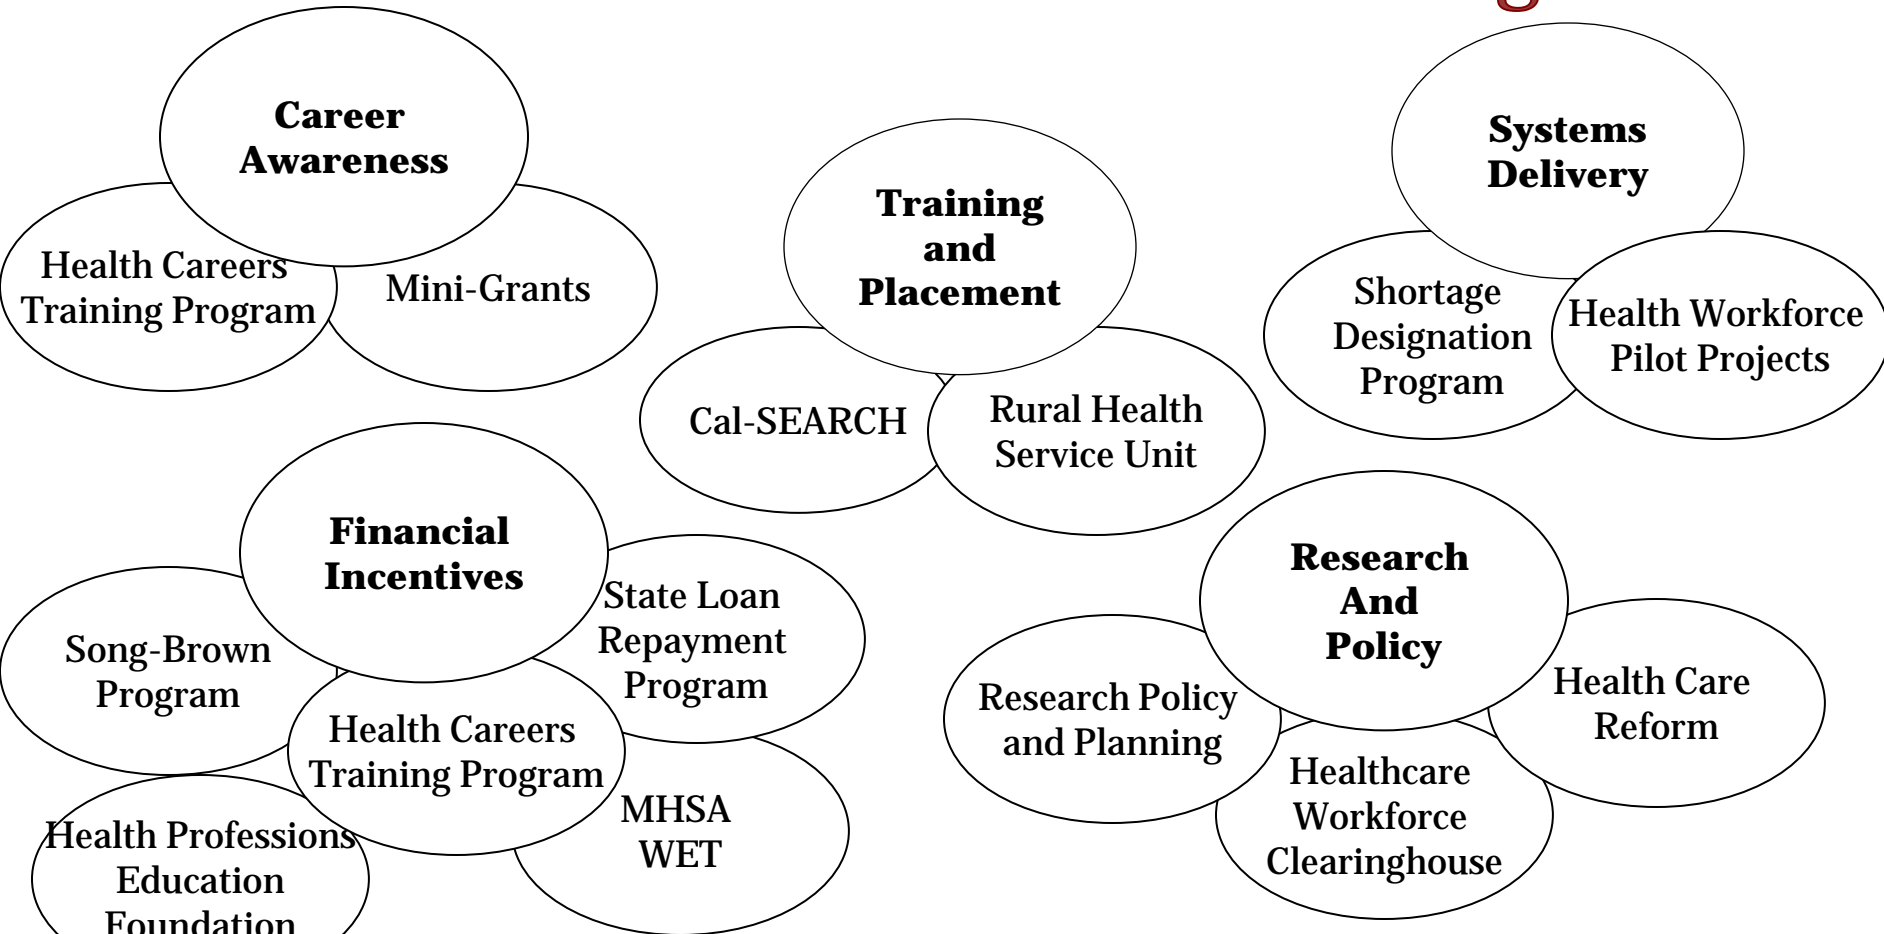 Career
Awareness
Health Careers
Training Program
Mini-Grants
Training
and
Placement
Cal-SEARCH
Rural Health
Service Unit
Systems
Delivery
Shortage
Designation
Program
Health Workforce
Pilot Projects
Financial
Incentives
Song-Brown
Program
State Loan
Repayment
Program
Health Careers
Training Program
Health Professions
Education
Foundation
MHSA
WET
Research
And
Policy
Research Policy
and Planning
Healthcare
Workforce
Clearinghouse
Health Care
Reform